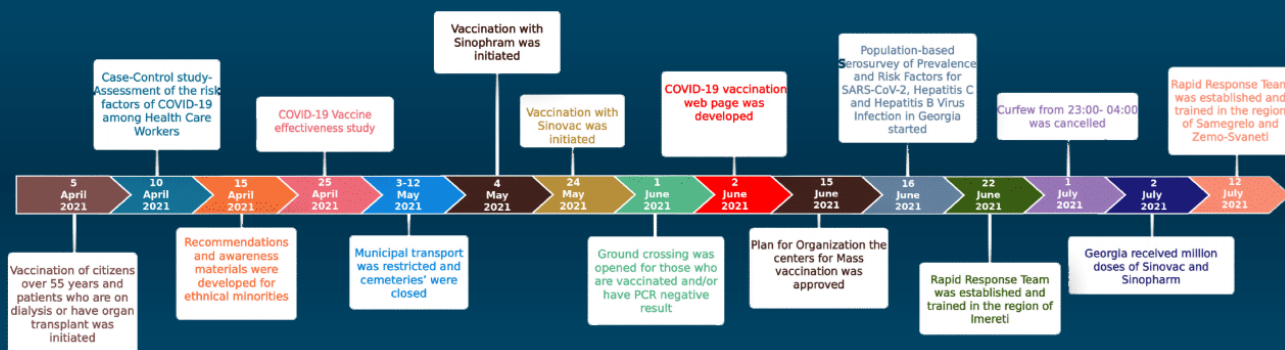 Vaccination with
Sinophram was
initiated
Case-Control study-
Assessment of the risk
factors of COVID-19
among Health Care
Workers
COVID-19 Vaccine
effectiveness study
Vaccination with
Sinovac was
initiated
COVID-19 vaccination
web page was
developed
Population-based
Serosurvey of Prevalence
and Risk Factors for
SARS-CoV-2, Hepatitis C
and Hepatitis B Virus
Infection in Georgia
started
Curfew from 23:00- 04:00
was cancelled
Rapid Response Team
was established and
trained in the region
of Samegrelo and
Zemo-Svaneti
5
April
2021
10
April
2021
15
April
2021
25
April
2021
3-12
May
2021
4
May
2021
24
May
2021
1
June
2021
2
June
2021
15
June
2021
16
June
2021
22
June
2021
1
July
2021
2
July
2021
12
July
2021
Vaccination of citizens
over 55 years and
patients who are on
dialysis or have organ
transplant was
initiated
Recommendations
and awareness
materials were
developed for
ethnical minorities
Municipal transport
was restricted and
cemeteries’ were
closed
Ground crossing was
opened for those who
are vaccinated and/or
have PCR negative
result
Plan for Organization the
centers for Mass
vaccination was
approved
Rapid Response Team
was established and
trained in the region of
Imereti
Georgia received million
doses of Sinovac and
Sinopharm